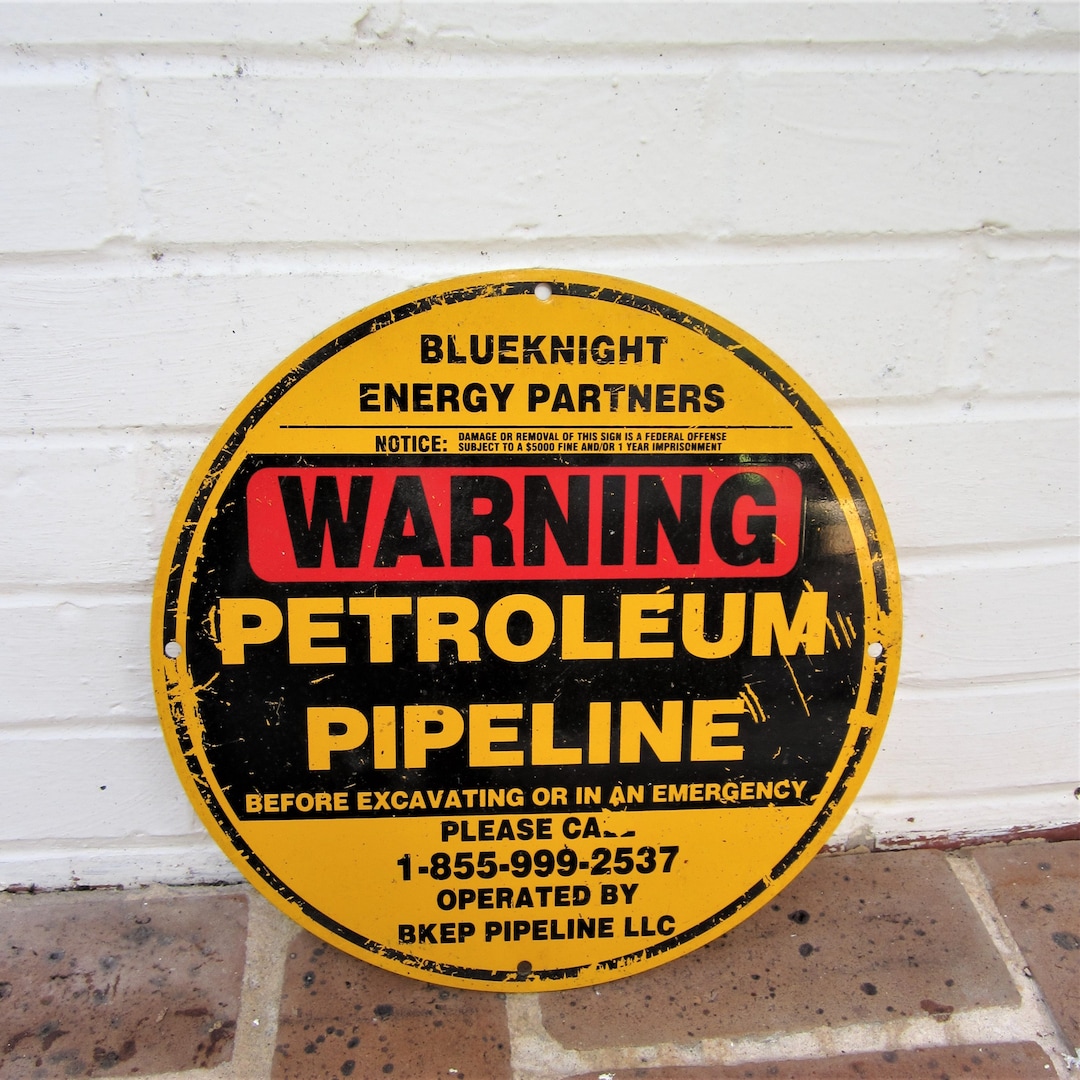 BLUEKNIGHT
ENERGY PARTNERS
NOTICE: DAMAGE OR REMOVAL OF THIS SIGN IS A FEDERAL OFFENSE
SUBJECT TO A $5000 FINE AND/OR 1 YEAR IMPRISONMENT
WARNING
PETROLEUM
PIPELINE
BEFORE EXCAVATING OR IN AN EMERGENCY
PLEASE CALL
1-855-999-2537
OPERATED BY
BKEP PIPELINE LLC